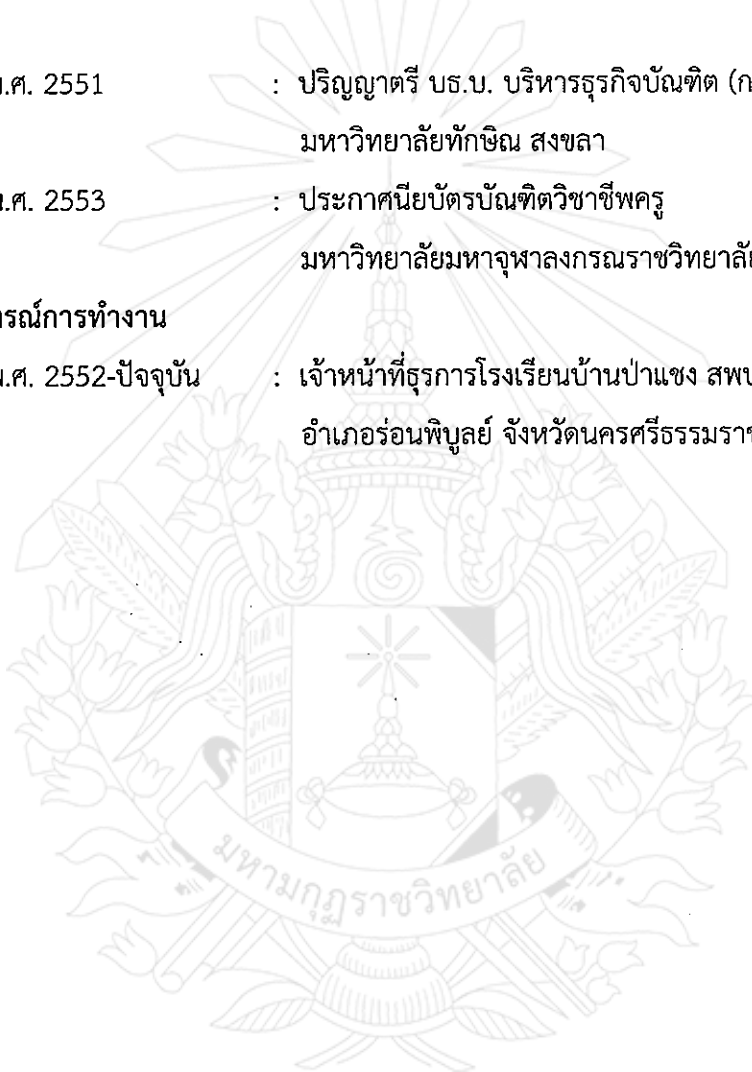 พ.ศ. 2551 : ปริญญาตรี บธ.บ. บริหารธุรกิจบัณฑิต
มหาวิทยาลัยทักษิณ สงขลา
พ.ศ. 2553 : ประกาศนียบัตรบัณฑิตวิชาชีพครู
มหาวิทยาลัยมหาจุฬาลงกรณราชวิทยาลัย
รณ์การทำงาน
พ.ศ. 2552-ปัจจุบัน : เจ้าหน้าที่ธุรการโรงเรียนบ้านป่าแชง สพป
อำเภอร่อนพิบูลย์ จังหวัดนครศรีธรรมราช
มหามกุฏราชวิทยาลัย